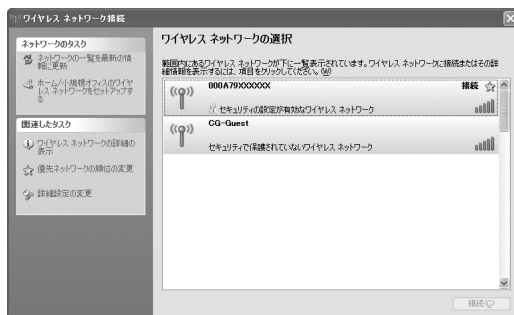 ワイヤレス ネットワーク接続
ネットワークのタスク
ネットワークの一覧を最新の情
報に更新
ホーム/小規模オフィスのワイヤ
レス ネットワークをセットアップす
る
関連したタスク
ワイヤレス ネットワークの詳細の
表示
優先ネットワークの順位の変更
詳細設定の変更
ワイヤレス ネットワークの選択
範囲内にあるワイヤレス ネットワークが下に一覧表示されています。ワイヤレス ネットワークに接続またはその詳
細情報を表示するには、項目をクリックしてください。(W)
000A79XXXXXX 接続
セキュリティの設定が有効なワイヤレス ネットワーク
CG-Guest
セキュリティで保護されていないワイヤレス ネットワーク
接続(C)